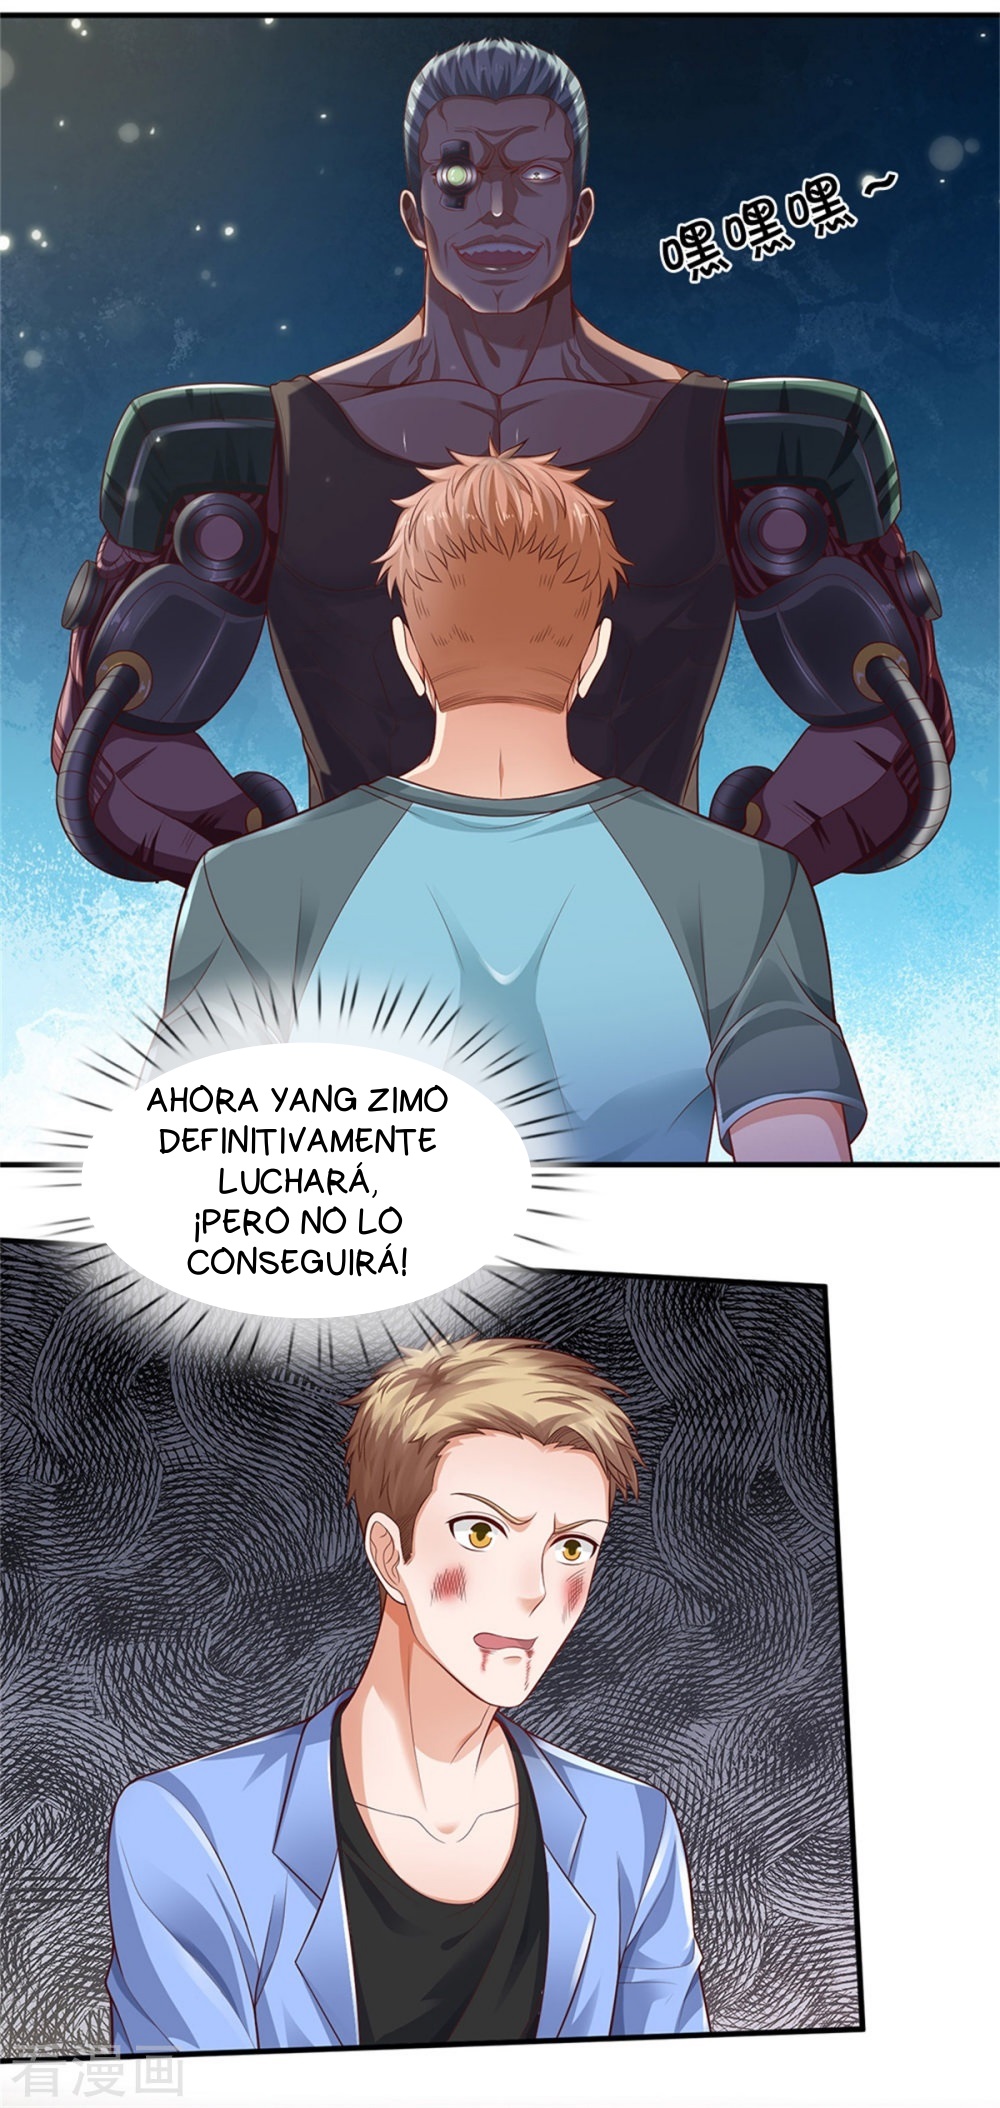 嘿嘿嘿~
AHORA YANG ZIMO
DEFINITIVAMENTE
LUCHARÁ,
¡PERO NO LO
CONSEGUIRÁ!
看漫画